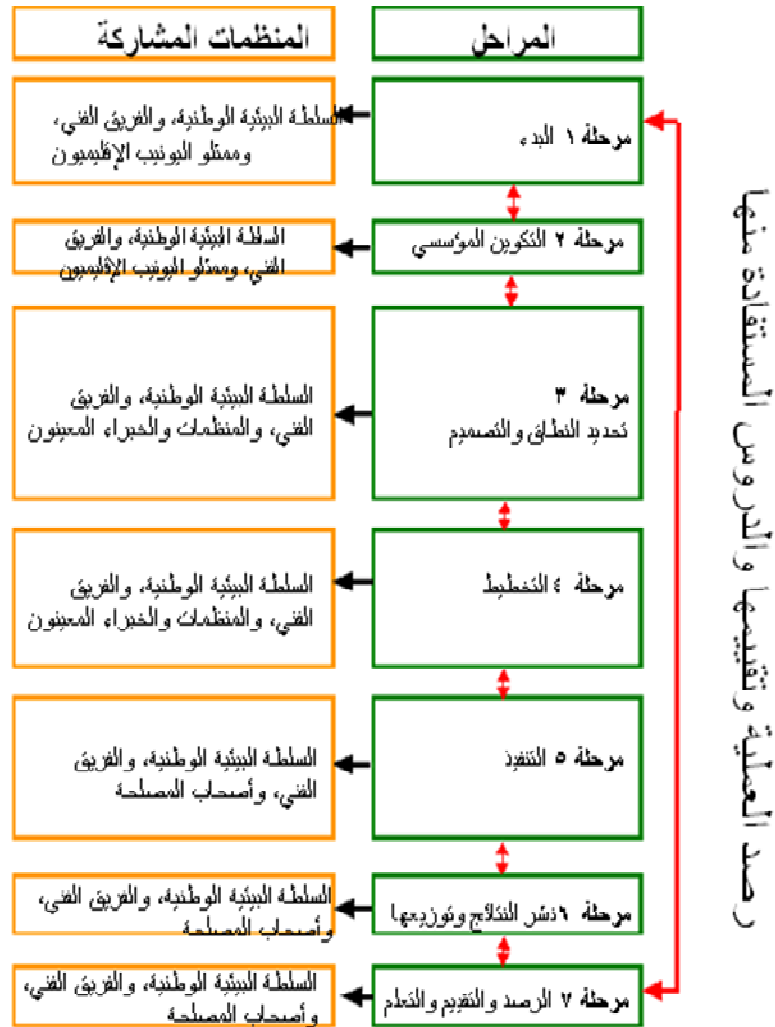 المراحل
المنظمات المشاركة
مرحلة ١ البدء
السلطة البيئية الوطنية، والفريق الفني،
وممثلو اليونيب الإقليميون
مرحلة ٢ التكوين المؤسسي
السلطة البيئية الوطنية، والفريق
الفني، وممثلو اليونيب الإقليميون
مرحلة ٣
تحديد النطاق والتصميم
السلطة البيئية الوطنية، والفريق
الفني، والمنظمات والخبراء المعينون
مرحلة ٤ التخطيط
السلطة البيئية الوطنية، والفريق
الفني، والمنظمات والخبراء المعينون
مرحلة ٥ التنفيذ
السلطة البيئية الوطنية، والفريق
الفني، وأصحاب المصلحة
مرحلة ٦ نشر النتائج وتوزيعها
السلطة البيئية الوطنية، والفريق الفني،
وأصحاب المصلحة
مرحلة ٧ الرصد والتقييم والتعلم
السلطة البيئية الوطنية، والفريق الفني،
وأصحاب المصلحة
رصد العملية وتقييمها والدروس المستفادة منها